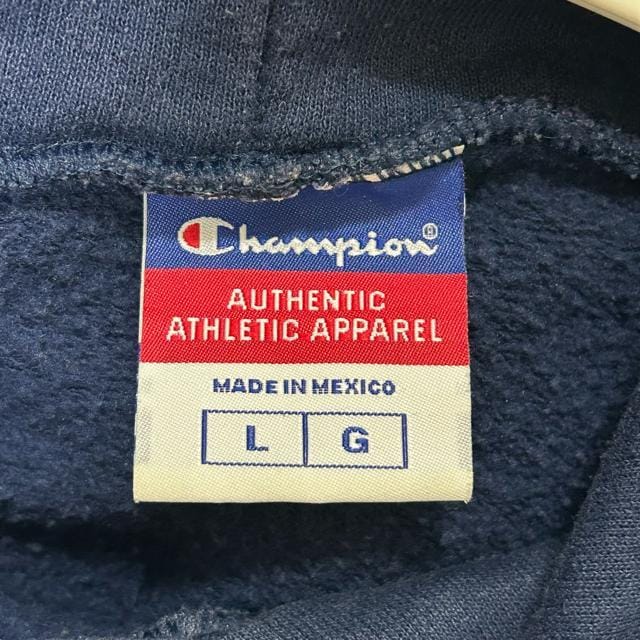 Champion®
AUTHENTIC
ATHLETIC APPAREL
MADE IN MEXICO
L G